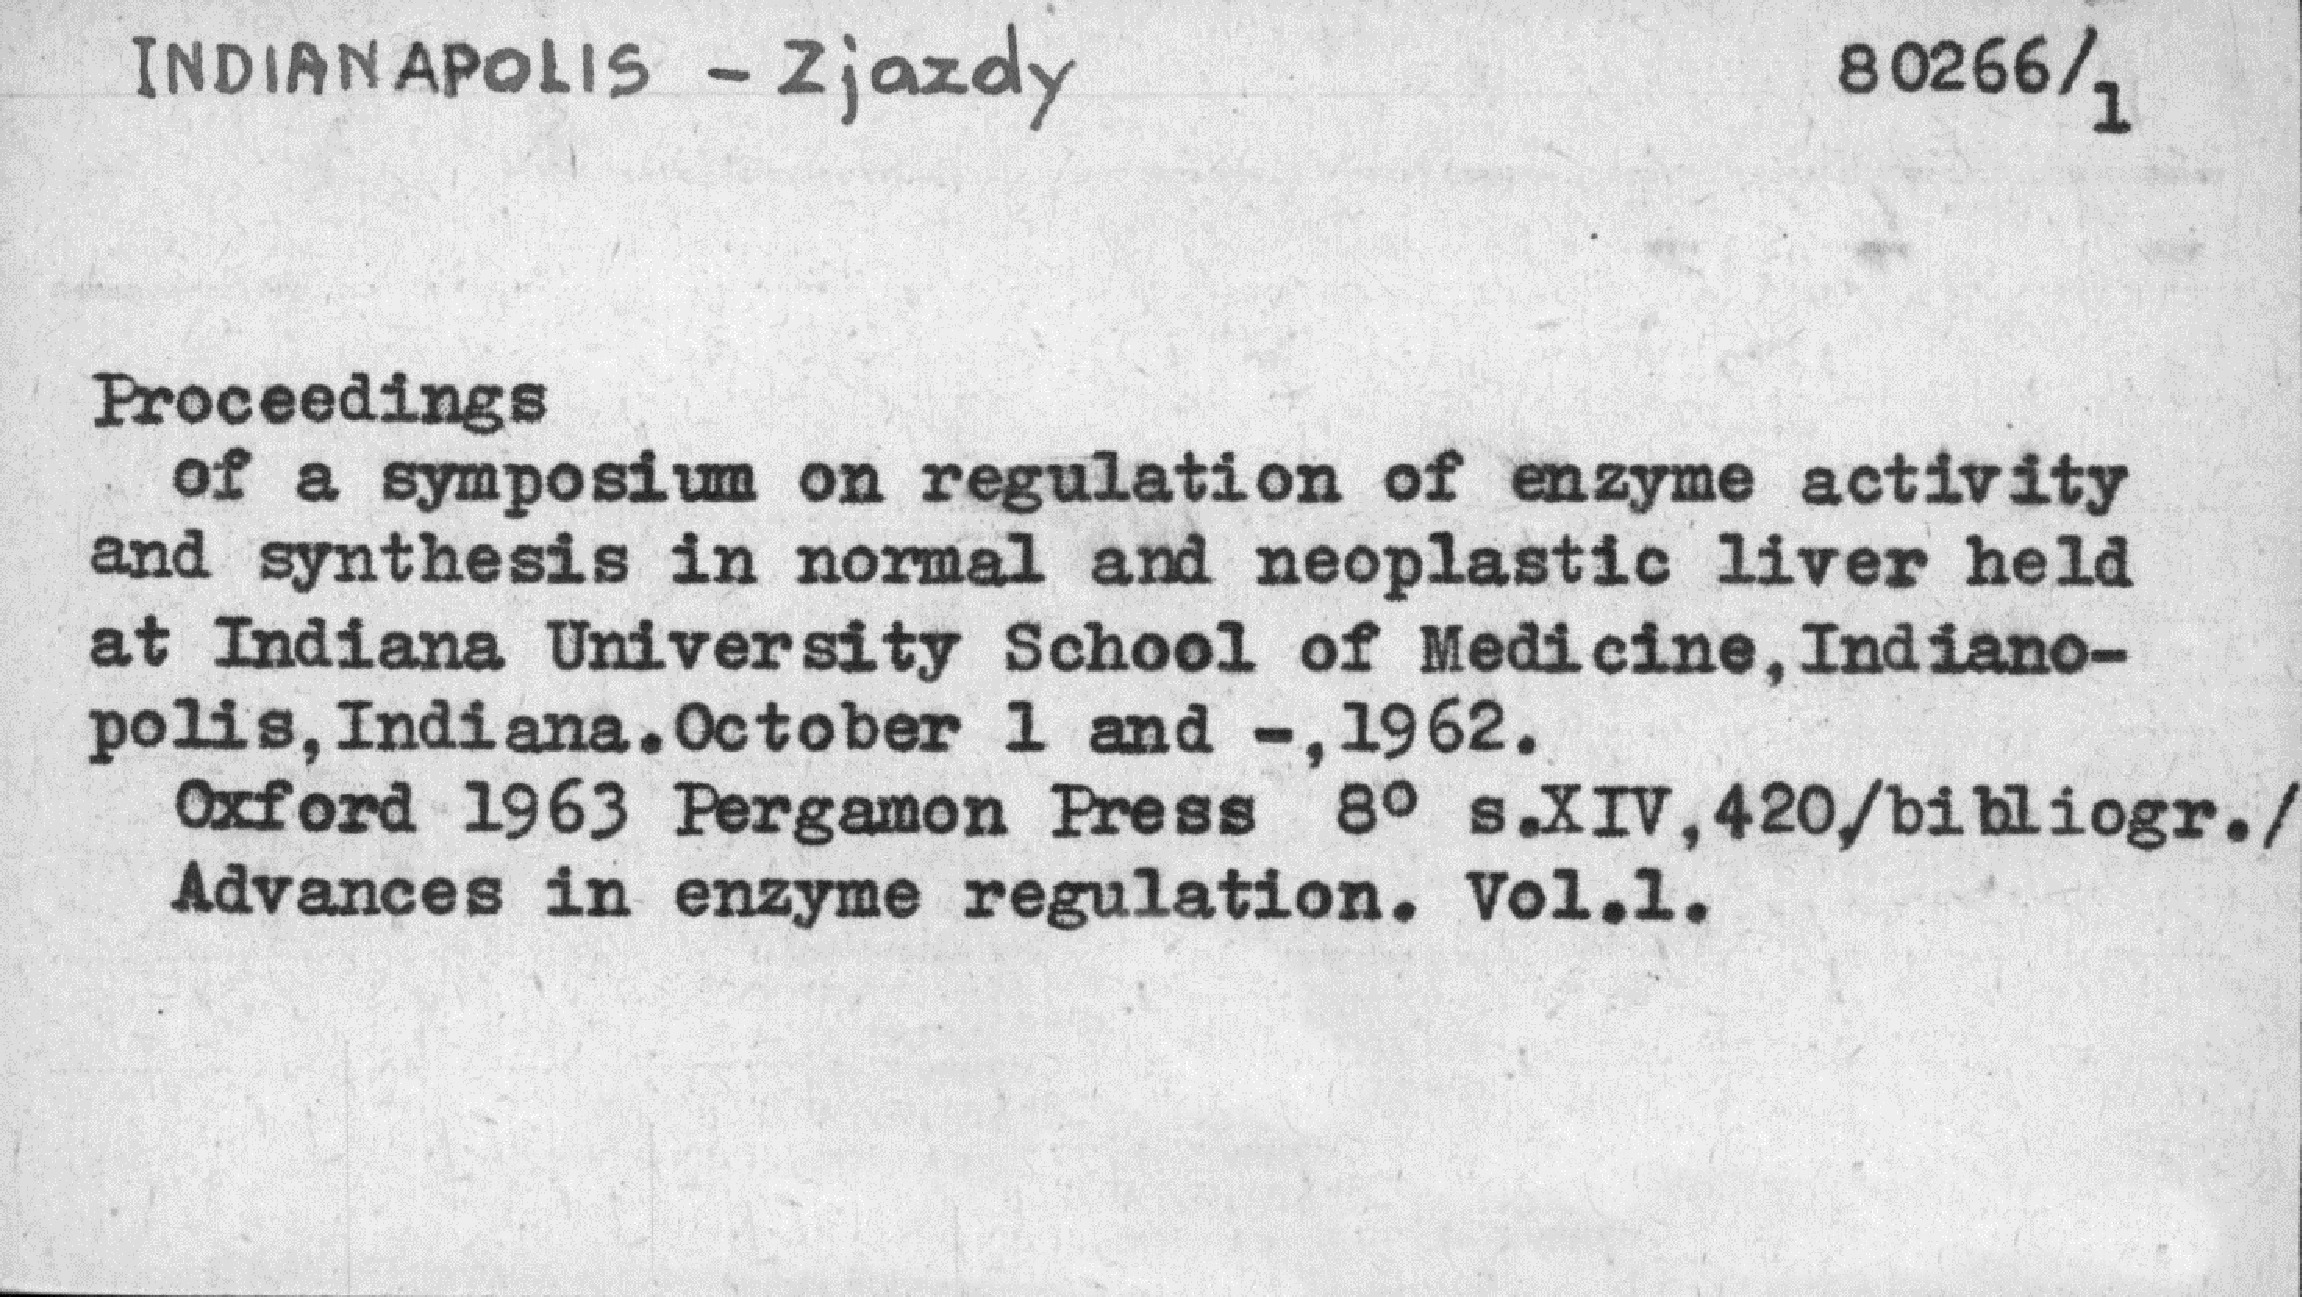 INDIANAPOLIS - Zjazdy 80266/1
Proceedings
of a symposium on regulation of enzyme activity
and synthesis in normal and neoplastic liver held
at Indiana University School of Medicine,Indiano-
polis,Indiana.October 1 and -,1962.
Oxford 1963 Pergamon Press 8° s.XIV,420,/bibliogr./
Advances in enzyme regulation. Vol.1.